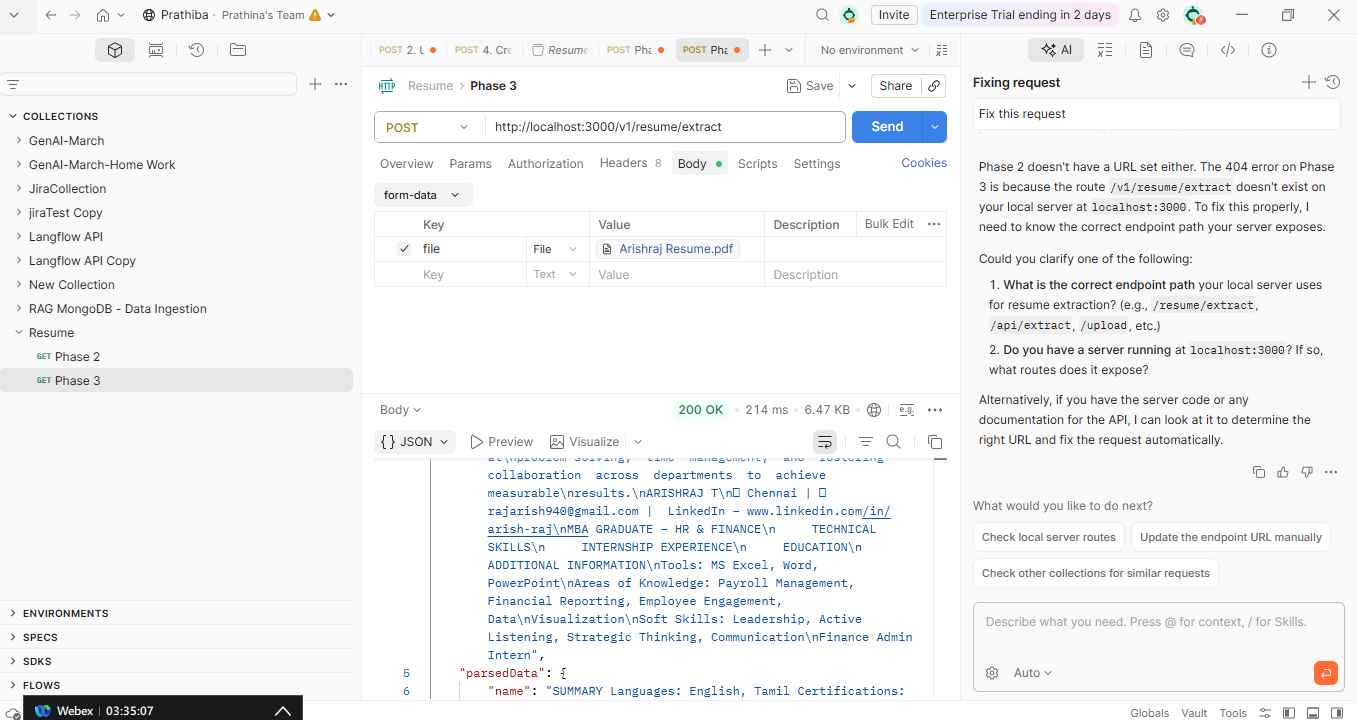 Prathiba · Prathina's Team
Invite
Enterprise Trial ending in 2 days
POST 2. U
POST 4. Cre
Resume
POST Pha
POST Pha
No environment
COLLECTIONS
GenAI-March
GenAI-March-Home Work
JiraCollection
jiraTest Copy
Langflow API
Langflow API Copy
New Collection
RAG MongoDB - Data Ingestion
Resume
GET Phase 2
GET Phase 3
ENVIRONMENTS
SPECS
SDKS
FLOWS
Webex | 03:35:07
HTTP Resume > Phase 3
Save
Share
POST http://localhost:3000/v1/resume/extract
Send
Overview Params Authorization Headers 8 Body Scripts Settings Cookies
form-data
Key Value Description Bulk Edit
file File Arishraj Resume.pdf
Key Text Value Description
Body 200 OK • 214 ms • 6.47 KB e.g.
{} JSON Preview Visualize
at\nproblem-solving, time management, and fostering
collaboration across departments to achieve
measurable\nresults.\nARISHRAJ T\n Chennai |
rajarish940@gmail.com | LinkedIn – www.linkedin.com/in/
arish-raj\nMBA GRADUATE – HR & FINANCE\n TECHNICAL
SKILLS\n INTERNSHIP EXPERIENCE\n EDUCATION\n
ADDITIONAL INFORMATION\nTools: MS Excel, Word,
PowerPoint\nAreas of Knowledge: Payroll Management,
Financial Reporting, Employee Engagement,
Data\nVisualization\nSoft Skills: Leadership, Active
Listening, Strategic Thinking, Communication\nFinance Admin
Intern",
5 "parsedData": {
6 "name": "SUMMARY Languages: English, Tamil Certifications:
AI
Fixing request
Fix this request
Phase 2 doesn't have a URL set either. The 404 error on Phase
3 is because the route /v1/resume/extract doesn't exist on
your local server at localhost:3000. To fix this properly, I
need to know the correct endpoint path your server exposes.
Could you clarify one of the following:
1. What is the correct endpoint path your local server uses
for resume extraction? (e.g., /resume/extract,
/api/extract, /upload, etc.)
2. Do you have a server running at localhost:3000? If so,
what routes does it expose?
Alternatively, if you have the server code or any
documentation for the API, I can look at it to determine the
right URL and fix the request automatically.
What would you like to do next?
Check local server routes
Update the endpoint URL manually
Check other collections for similar requests
Describe what you need. Press @ for context, / for Skills.
Auto
Globals Vault Tools